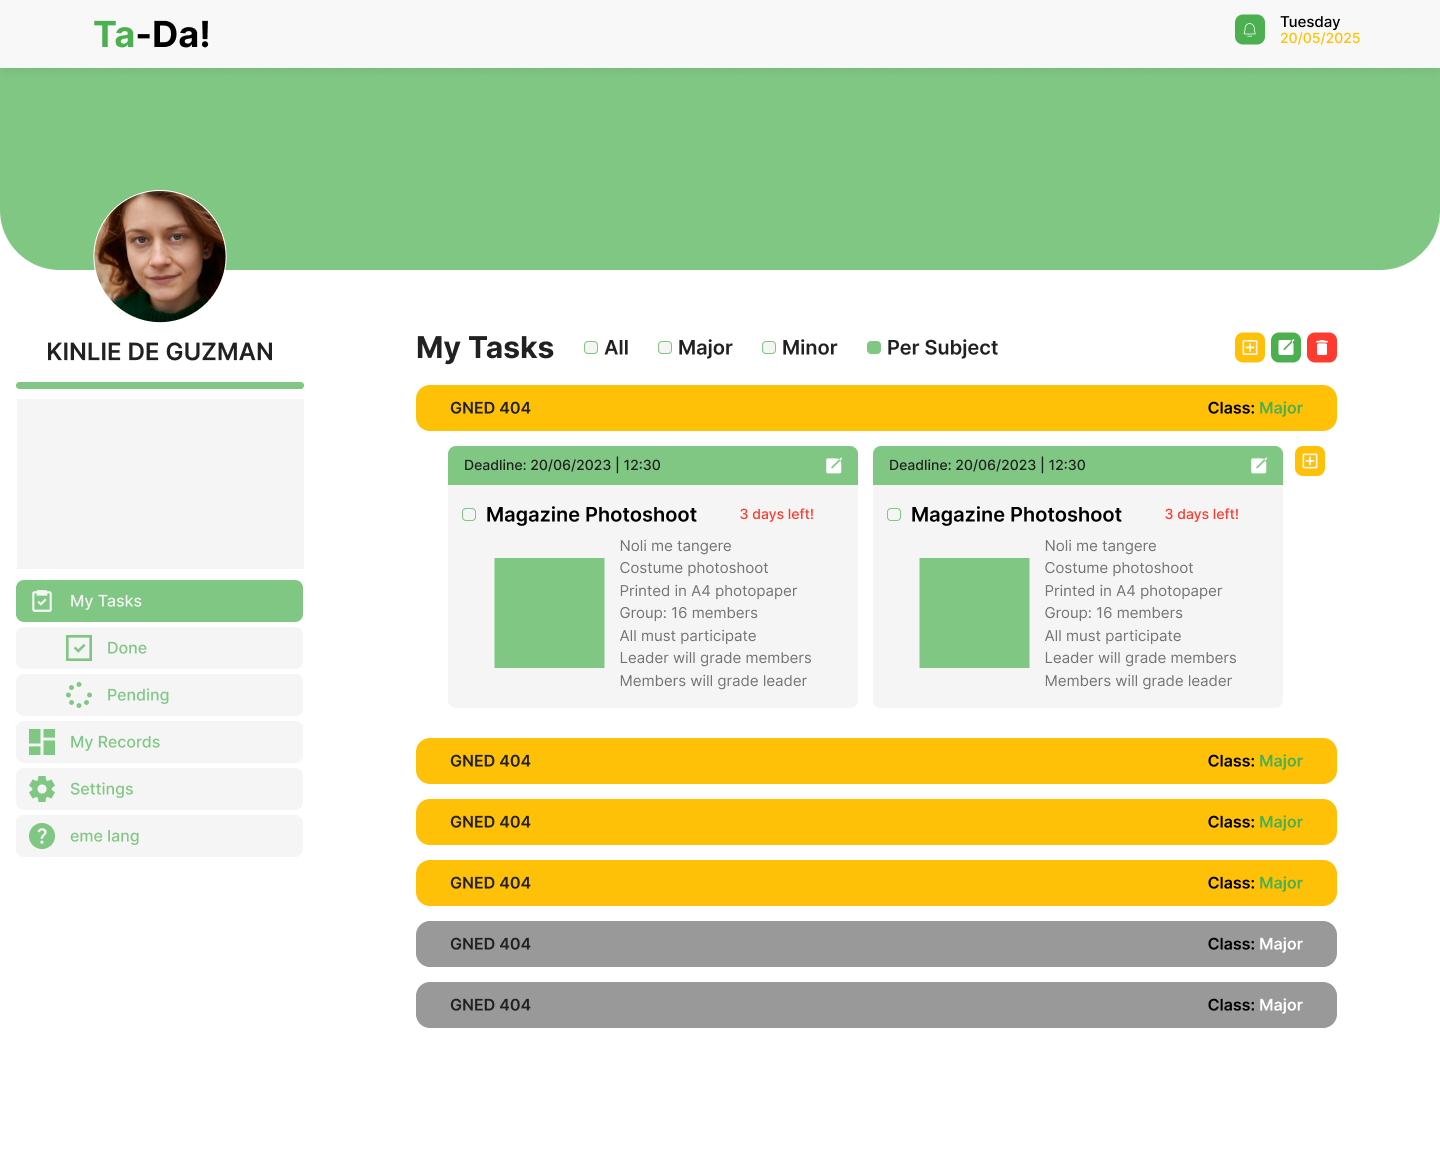 Ta-Da!
Tuesday
20/05/2025
KINLIE DE GUZMAN
My Tasks
Done
Pending
My Records
Settings
eme lang
My Tasks
All
Major
Minor
Per Subject
GNED 404
Class: Major
Deadline: 20/06/2023 | 12:30
Magazine Photoshoot
3 days left!
Noli me tangere
Costume photoshoot
Printed in A4 photopaper
Group: 16 members
All must participate
Leader will grade members
Members will grade leader
Deadline: 20/06/2023 | 12:30
Magazine Photoshoot
3 days left!
Noli me tangere
Costume photoshoot
Printed in A4 photopaper
Group: 16 members
All must participate
Leader will grade members
Members will grade leader
GNED 404
Class: Major
GNED 404
Class: Major
GNED 404
Class: Major
GNED 404
Class: Major
GNED 404
Class: Major